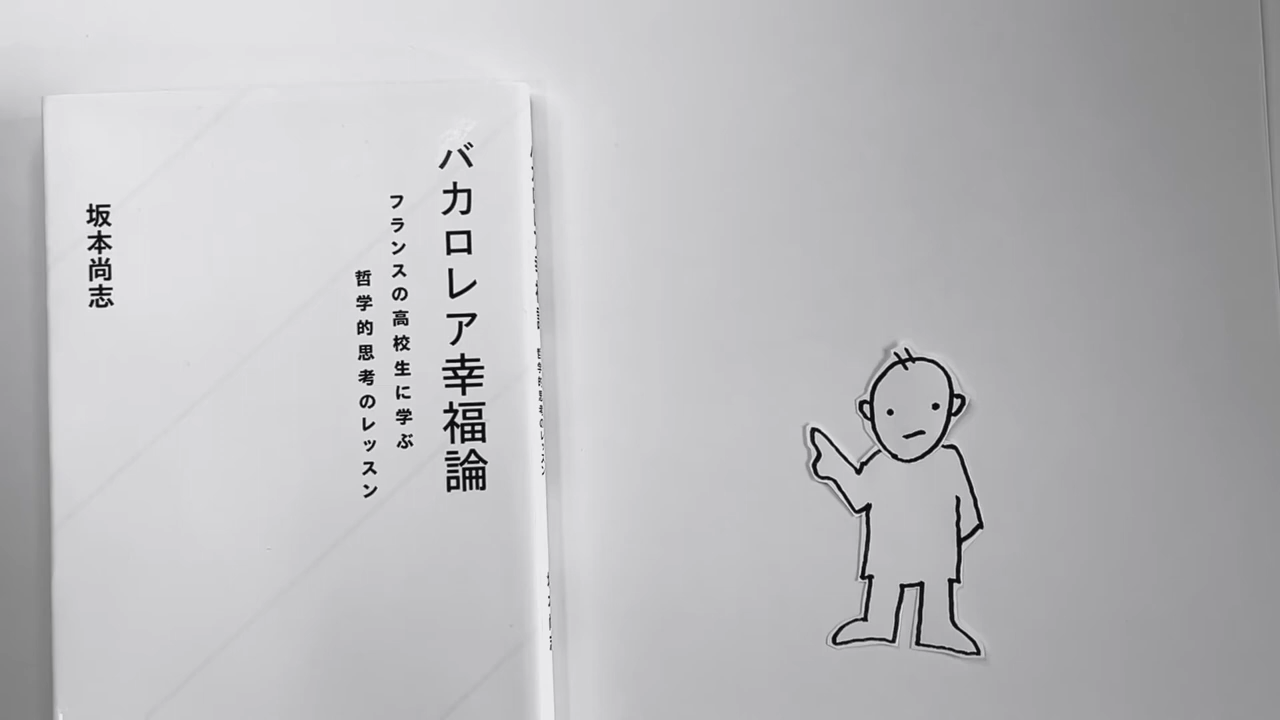 バカロレア幸福論
フランスの高校生に学ぶ
哲学的思考のレッスン
坂本尚志